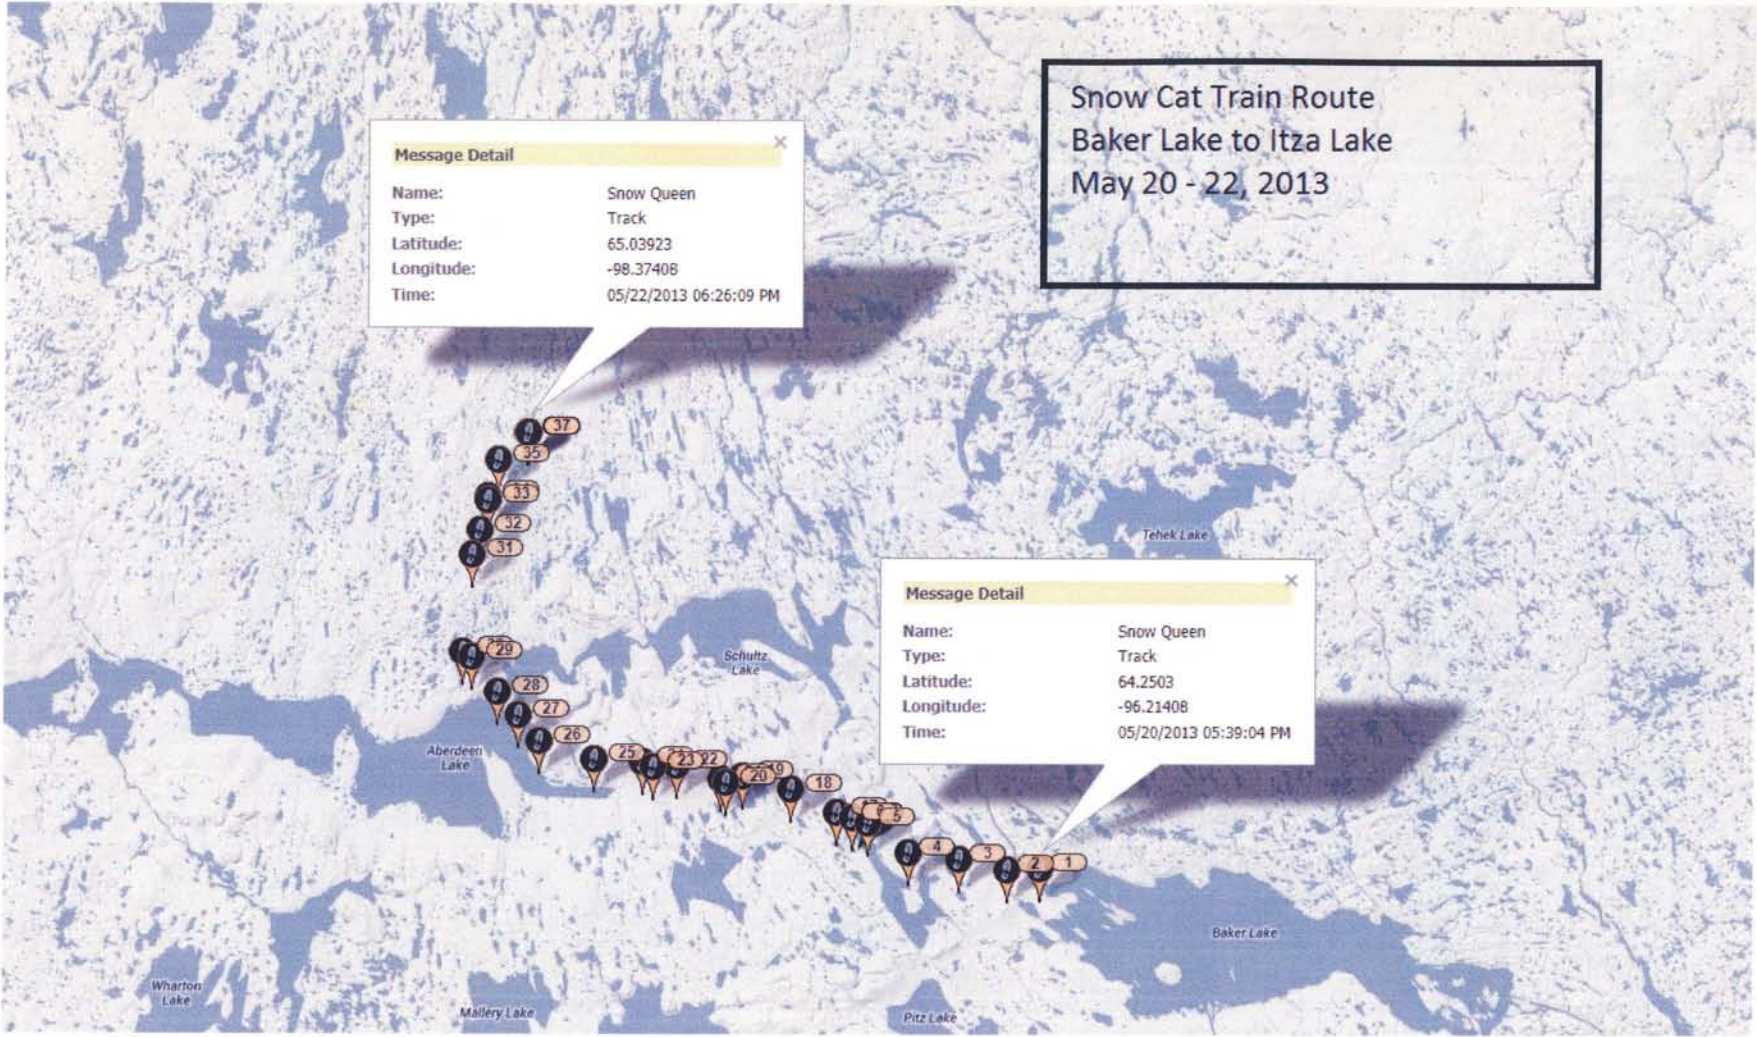 Snow Cat Train Route
Baker Lake to Itza Lake
May 20 - 22, 2013
Message Detail
Name: Snow Queen
Type: Track
Latitude: 65.03923
Longitude: -98.37408
Time: 05/22/2013 06:26:09 PM
37
35
33
32
31
Tehek Lake
Message Detail
Name: Snow Queen
Type: Track
Latitude: 64.2503
Longitude: -96.21408
Time: 05/20/2013 05:39:04 PM
29
Schultz
Lake
28
27
26
Aberdeen
Lake
25
23
22
20
19
18
5
4
3
2
1
Baker Lake
Wharton
Lake
Mallery Lake
Pitz Lake